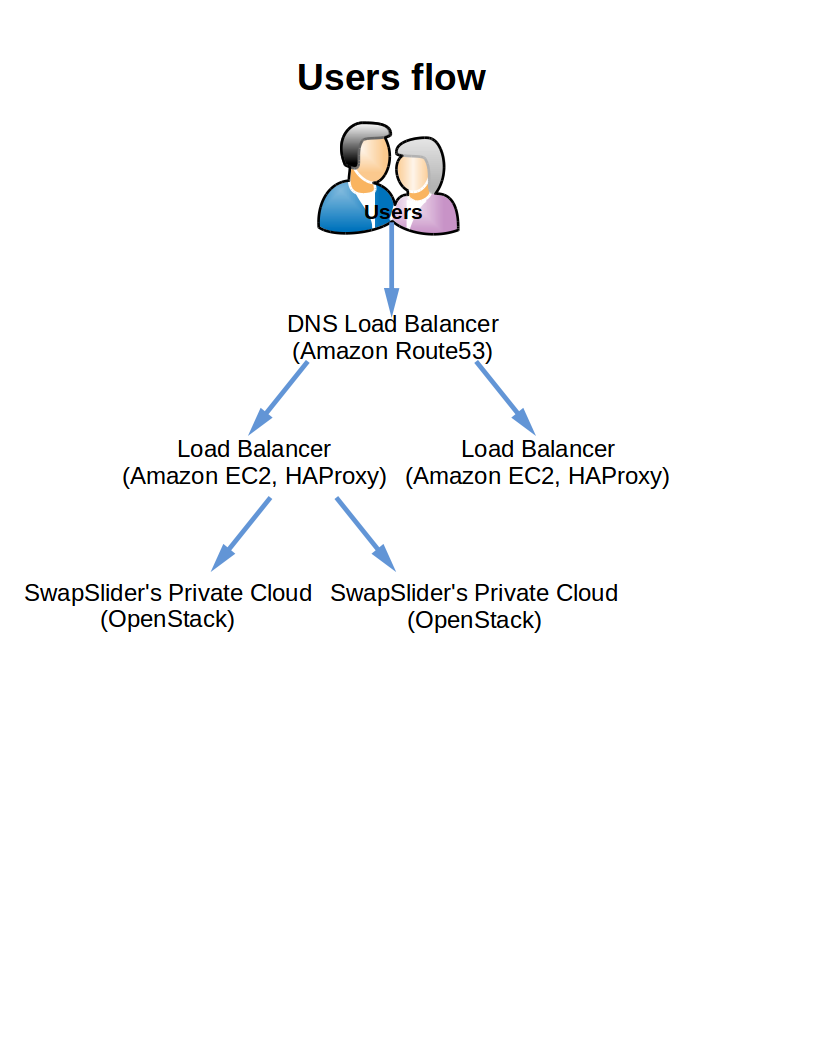 Users flow
Users
DNS Load Balancer
(Amazon Route53)
Load Balancer
(Amazon EC2, HAProxy)
Load Balancer
(Amazon EC2, HAProxy)
SwapSlider's Private Cloud
(OpenStack)
SwapSlider's Private Cloud
(OpenStack)